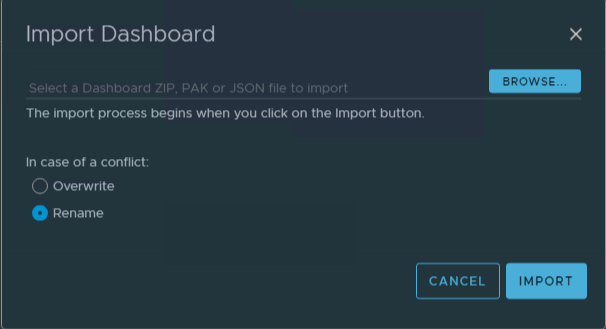 Import Dashboard
Select a Dashboard ZIP, PAK or JSON file to import
BROWSE...
The import process begins when you click on the Import button.
In case of a conflict:
Overwrite
Rename
CANCEL
IMPORT